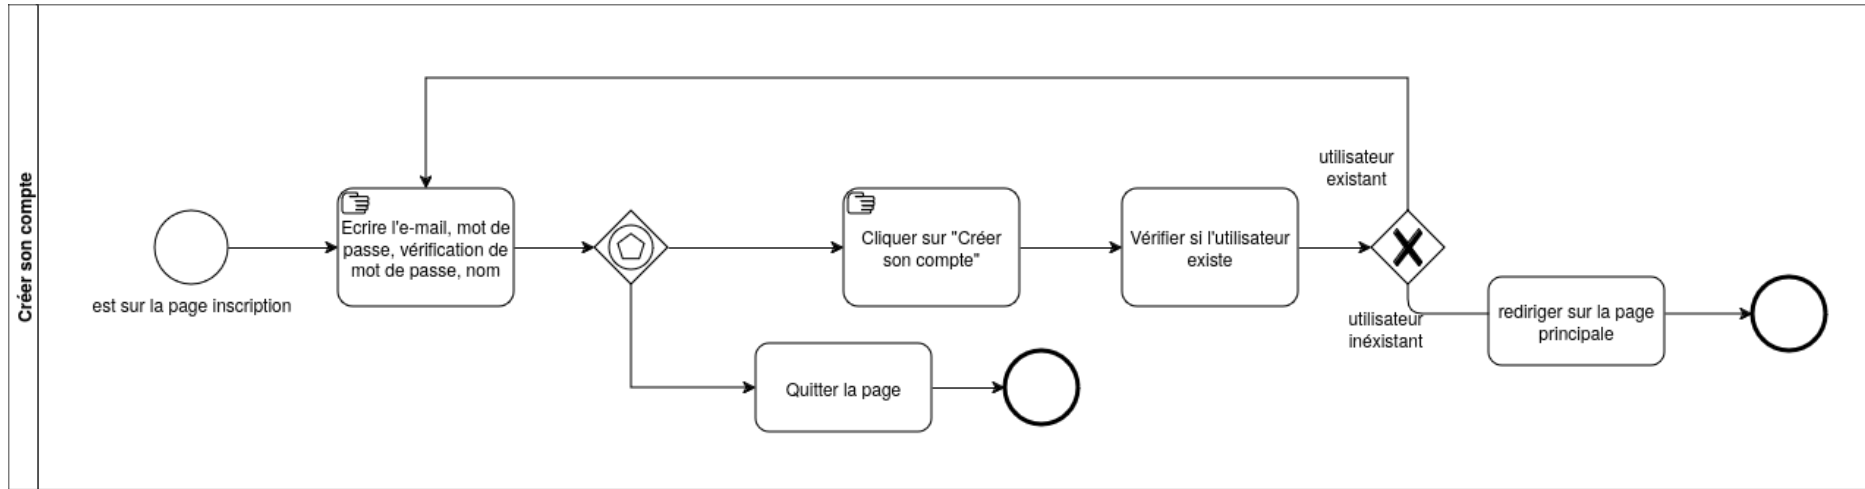 Créer son compte
est sur la page inscription
Ecrire l'e-mail, mot de
passe, vérification de
mot de passe, nom
Cliquer sur "Créer
son compte"
Vérifier si l'utilisateur
existe
utilisateur
existant
utilisateur
inéxistant
rediriger sur la page
principale
Quitter la page